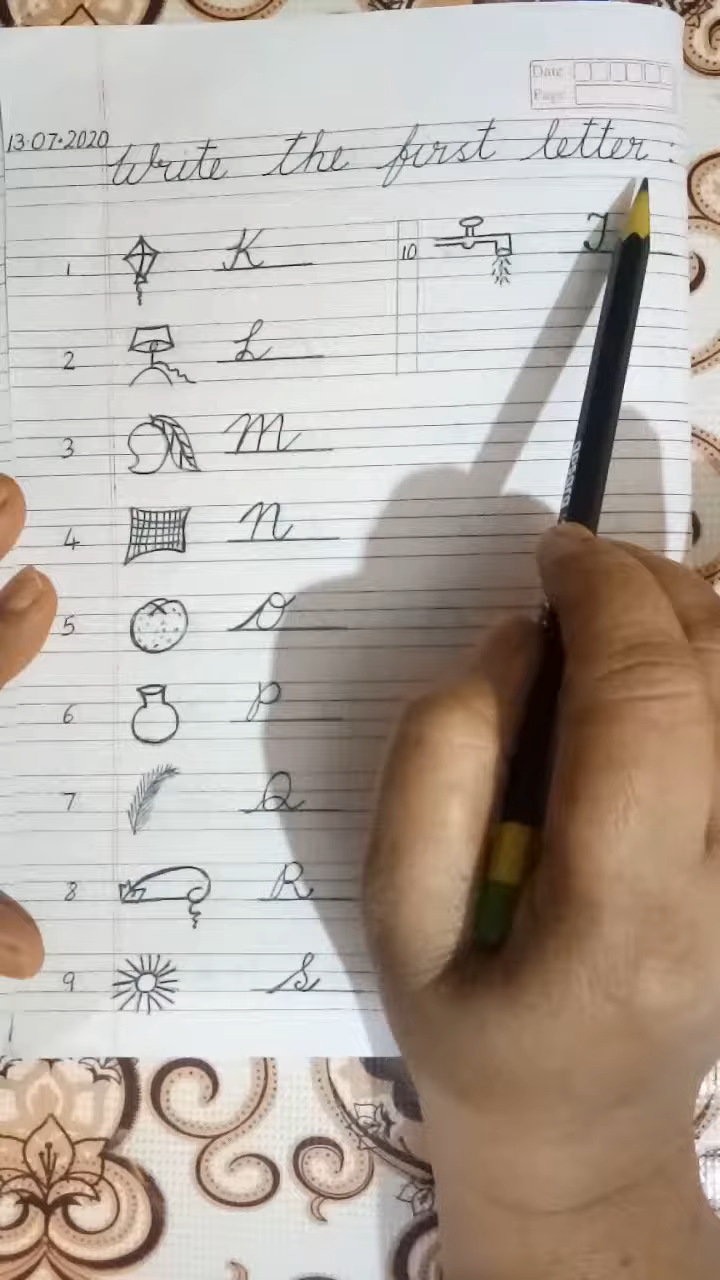 Date
Page
13.07.2020
Write the first letter:
1 K
2 L
3 M
4 N
5 O
6 P
7 Q
8 R
9 S
10 T